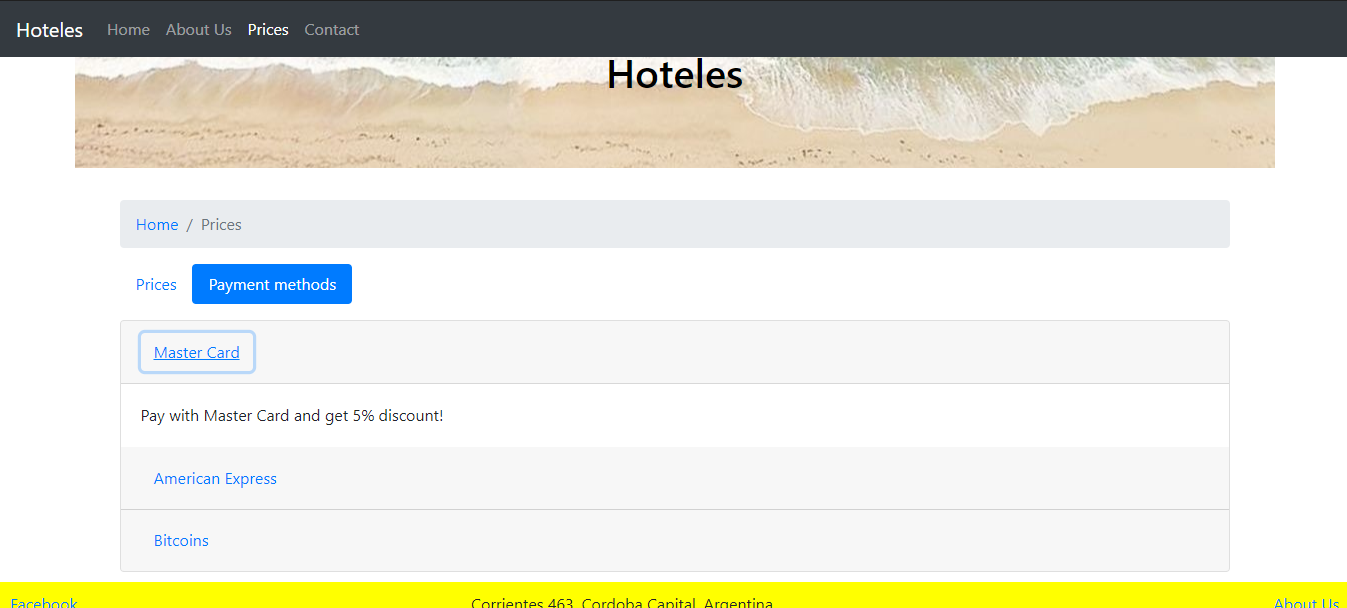 Hoteles Home About Us Prices Contact
Hoteles
Home / Prices
Prices Payment methods
Master Card
Pay with Master Card and get 5% discount!
American Express
Bitcoins
Facebook Corrientes 463, Cordoba Capital, Argentina About Us